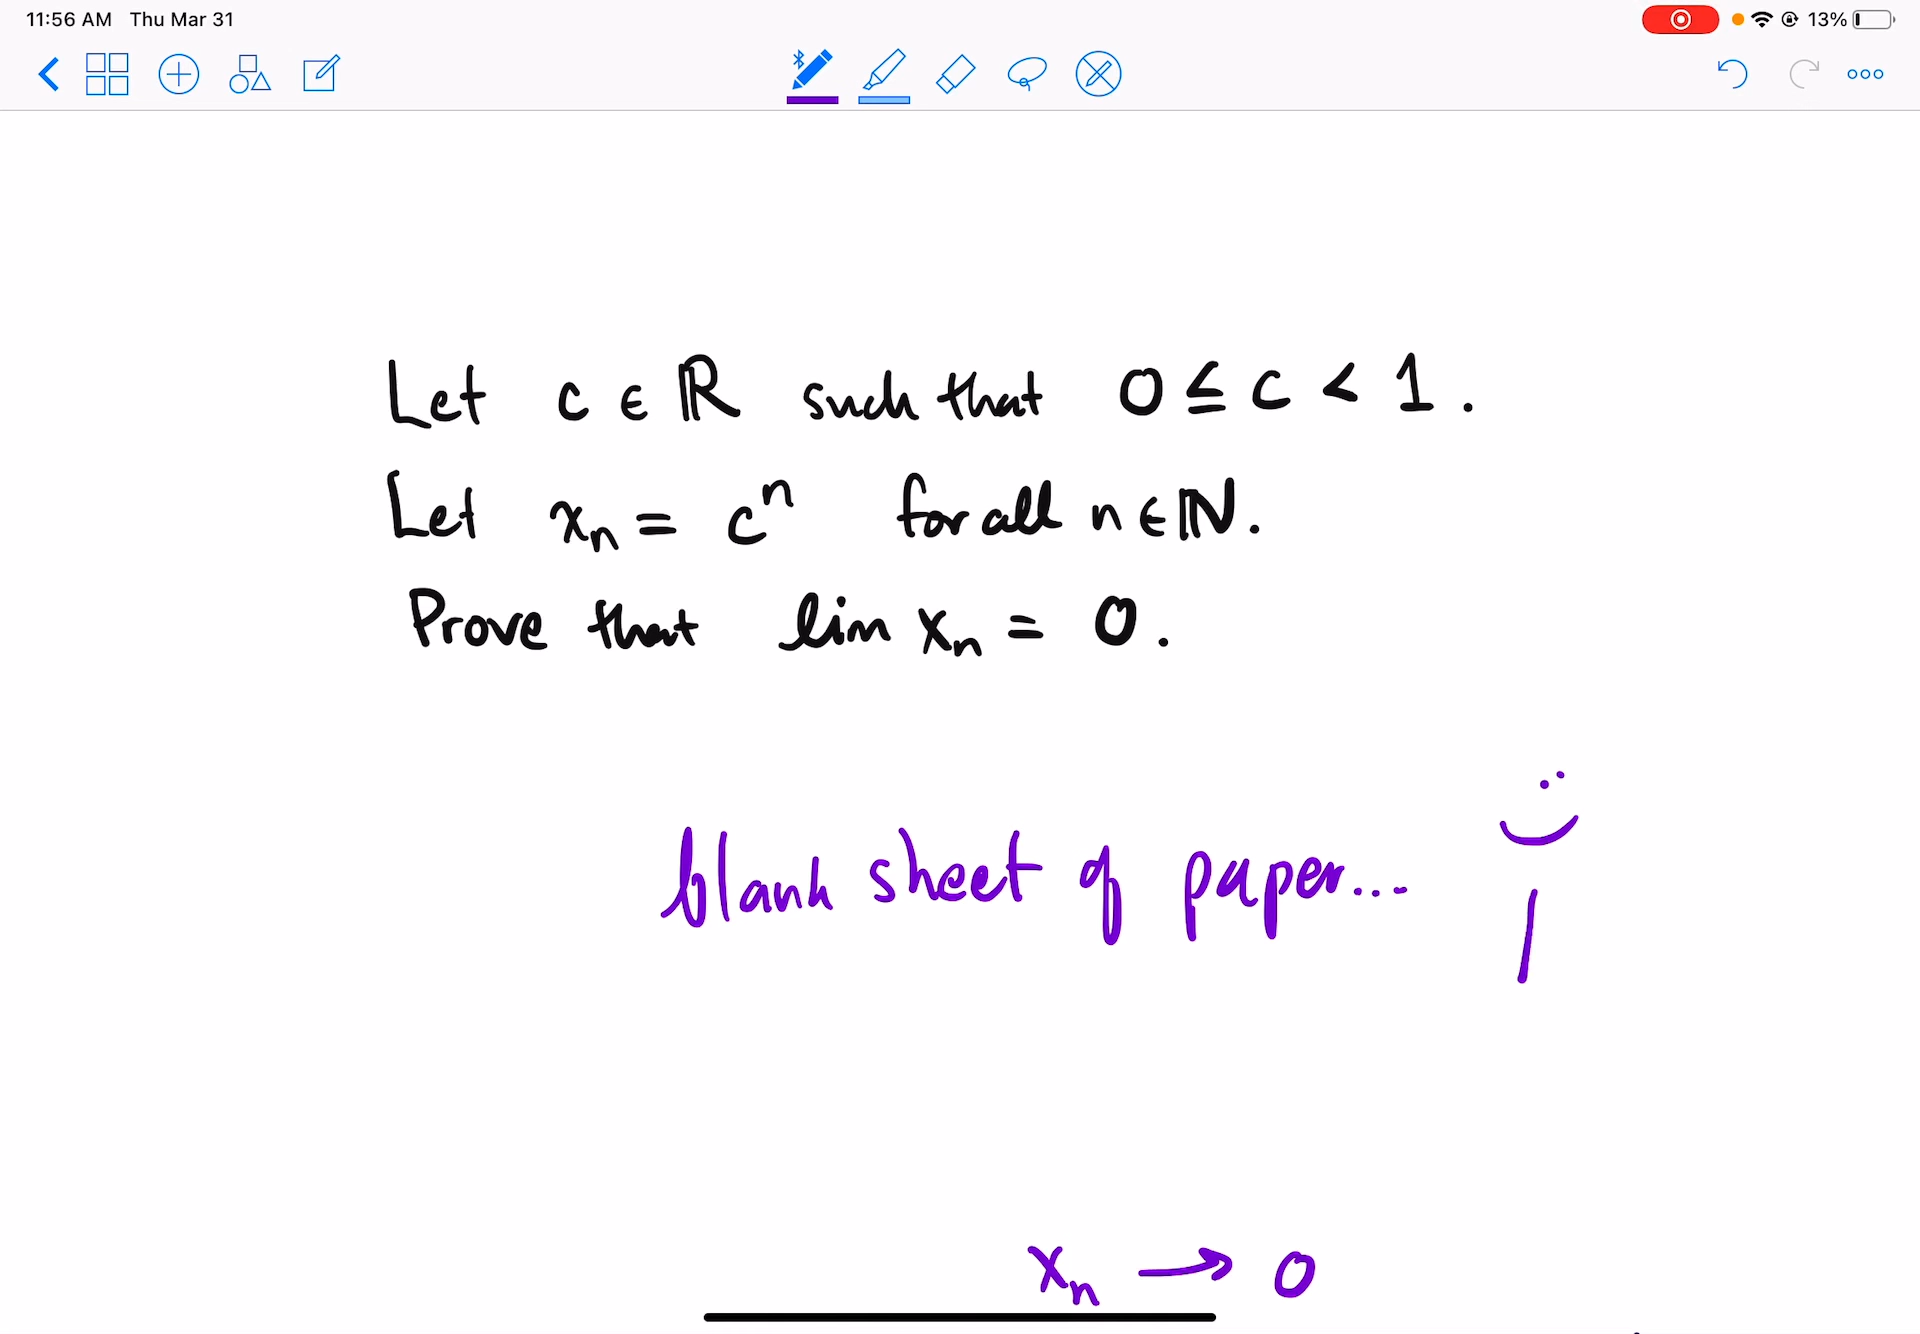 11:56 AM Thu Mar 31 13%
Let c ∈ ℝ such that 0 ≤ c < 1.
Let xₙ = cⁿ for all n ∈ ℕ.
Prove that lim xₙ = 0.
blank sheet of paper...
xₙ → 0